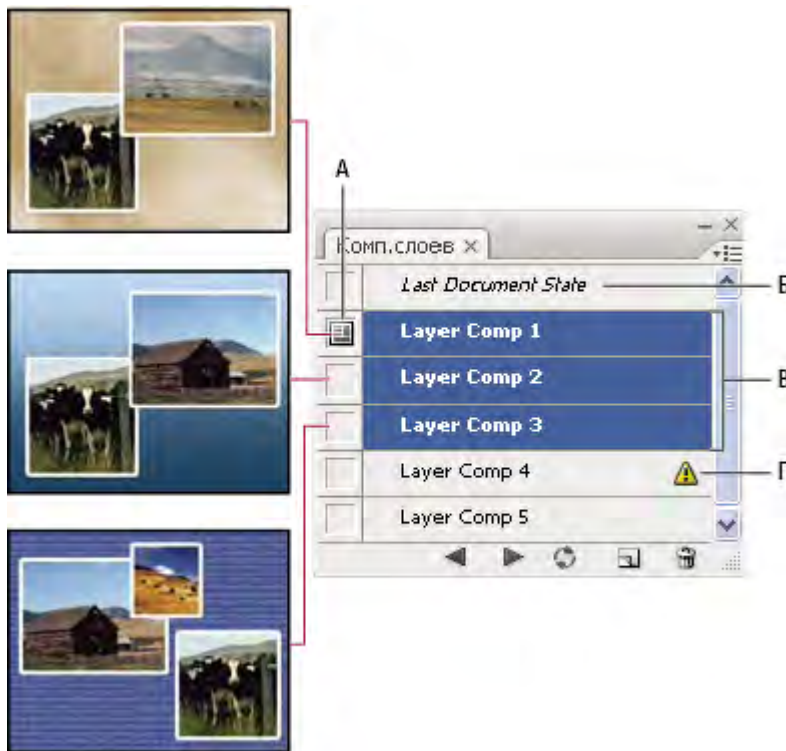 А
Комп.слоев ×
Last Document State
Б
Layer Comp 1
Layer Comp 2
В
Layer Comp 3
Layer Comp 4
Г
Layer Comp 5